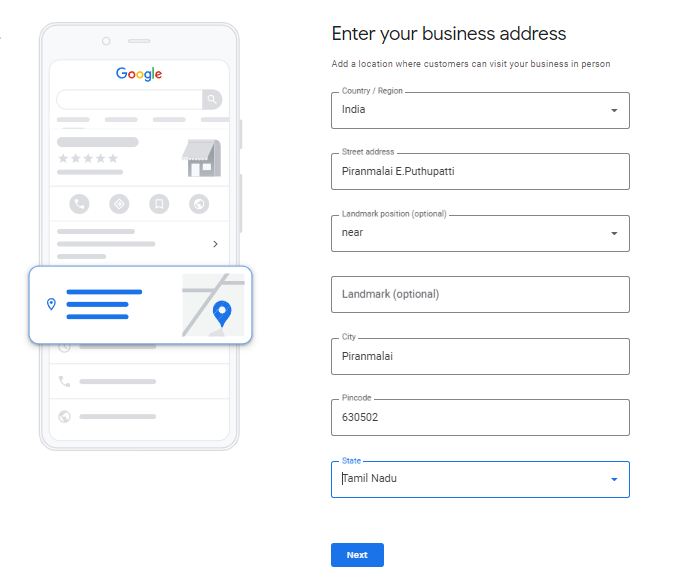 Google
Enter your business address
Add a location where customers can visit your business in person
Country / Region
India
Street address
Piranmalai E.Puthupatti
Landmark position (optional)
near
Landmark (optional)
City
Piranmalai
Pincode
630502
State
Tamil Nadu
Next